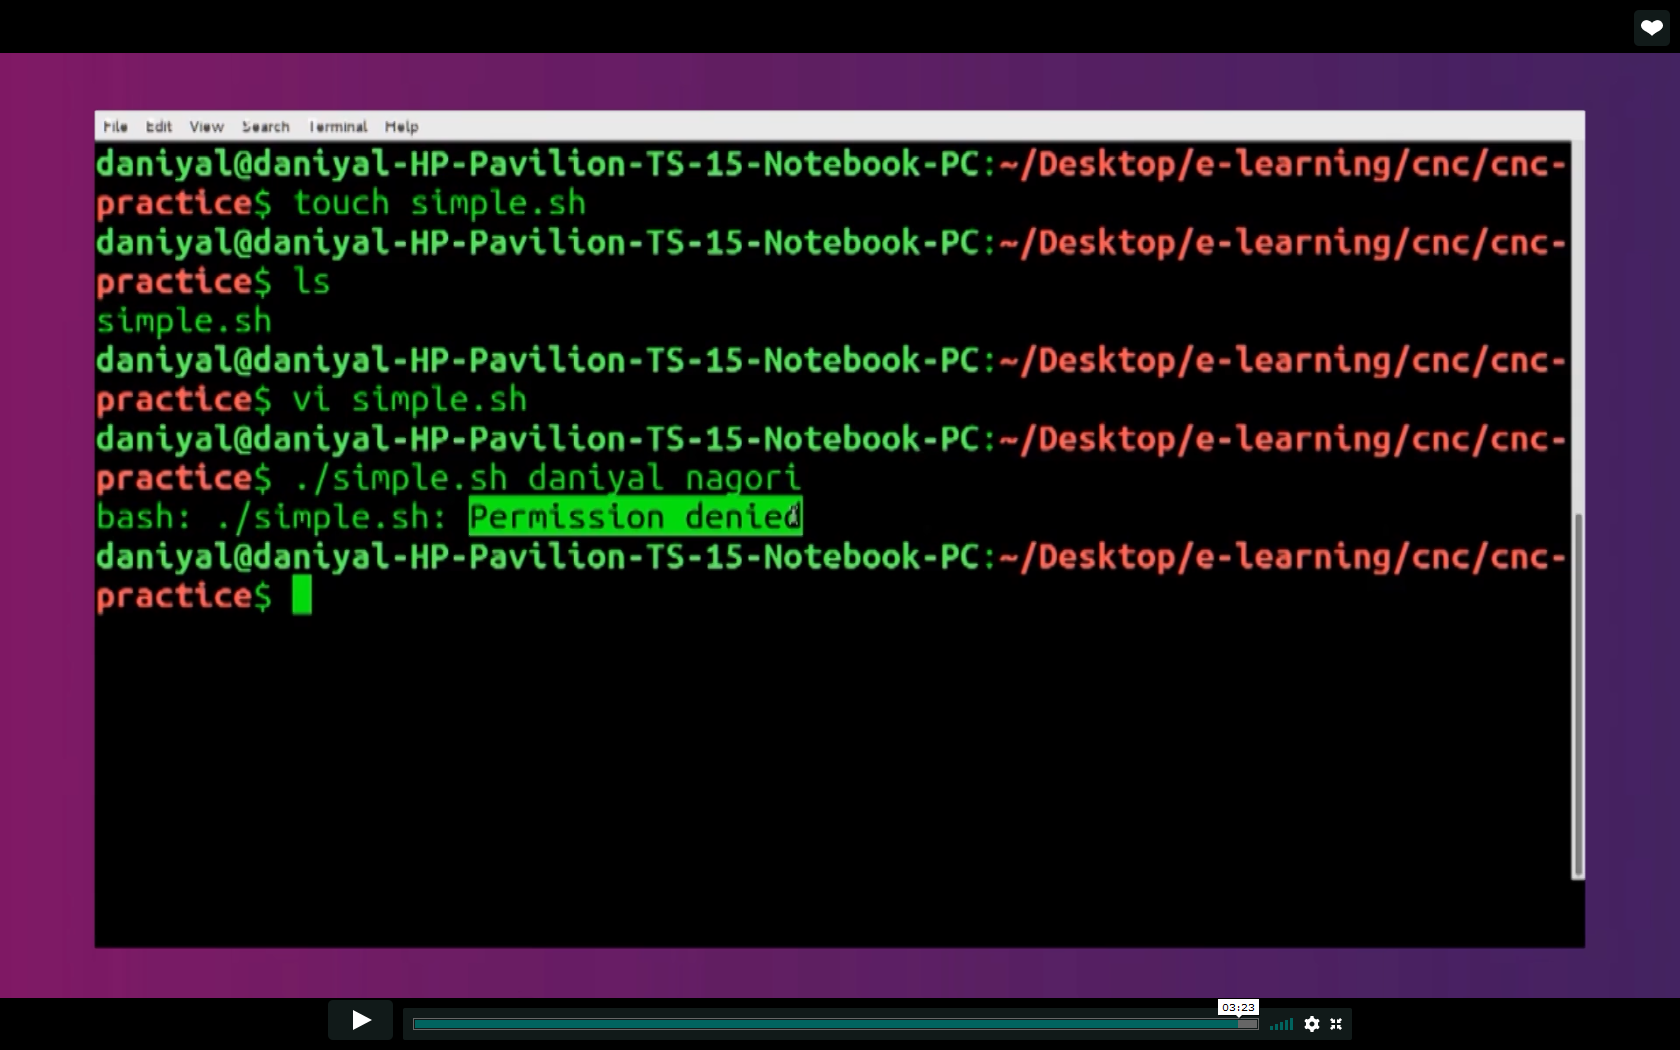 File Edit View Search Terminal Help
daniyal@daniyal-HP-Pavilion-TS-15-Notebook-PC:~/Desktop/e-learning/cnc/cnc-
practice$ touch simple.sh
daniyal@daniyal-HP-Pavilion-TS-15-Notebook-PC:~/Desktop/e-learning/cnc/cnc-
practice$ ls
simple.sh
daniyal@daniyal-HP-Pavilion-TS-15-Notebook-PC:~/Desktop/e-learning/cnc/cnc-
practice$ vi simple.sh
daniyal@daniyal-HP-Pavilion-TS-15-Notebook-PC:~/Desktop/e-learning/cnc/cnc-
practice$ ./simple.sh daniyal nagori
bash: ./simple.sh: Permission denied
daniyal@daniyal-HP-Pavilion-TS-15-Notebook-PC:~/Desktop/e-learning/cnc/cnc-
practice$
03:23